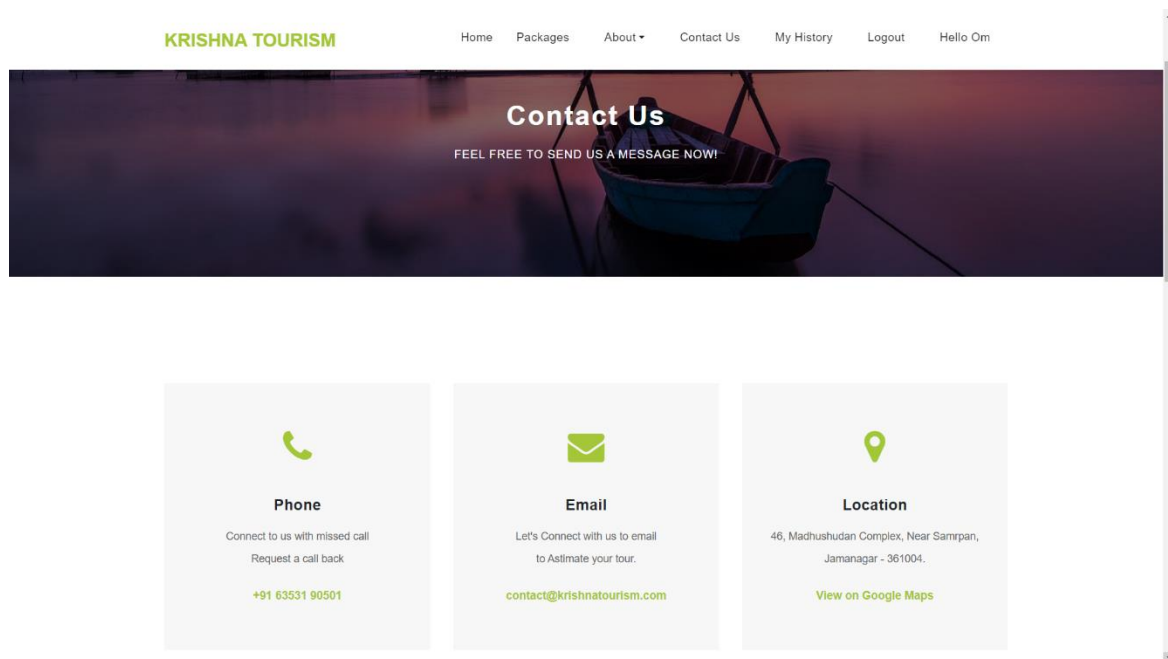 KRISHNA TOURISM
Home Packages About Contact Us My History Logout Hello Om
Contact Us
FEEL FREE TO SEND US A MESSAGE NOW!
Phone
Connect to us with missed call
Request a call back
+91 63531 90501
Email
Let's Connect with us to email
to Astimate your tour.
contact@krishnatourism.com
Location
46, Madhushudan Complex, Near Samrpan,
Jamanagar - 361004.
View on Google Maps